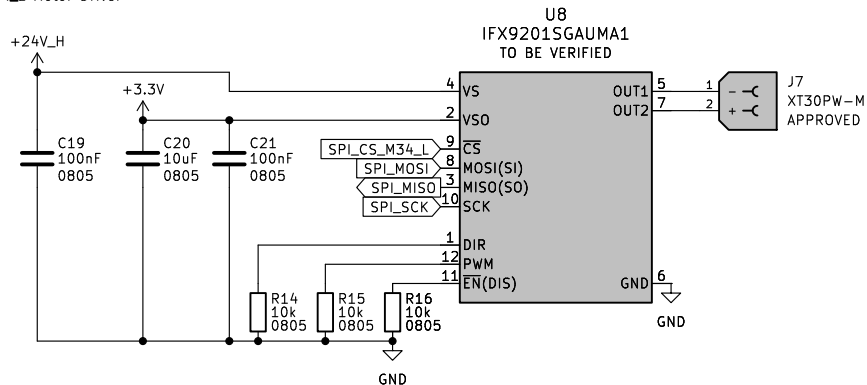 Motor Driver
U8
IFX9201SGAUMA1
TO BE VERIFIED
+24V_H
+3.3V
C19
100nF
0805
C20
10uF
0805
C21
100nF
0805
SPI_CS_M34_L
SPI_MOSI
SPI_MISO
SPI_SCK
4 VS
2 VSO
9 CS
8 MOSI(SI)
3 MISO(SO)
10 SCK
1 DIR
12 PWM
11 EN(DIS)
OUT1 5
OUT2 7
GND 6
1 -
2 +
J7
XT30PW-M
APPROVED
GND
R14
10k
0805
R15
10k
0805
R16
10k
0805
GND